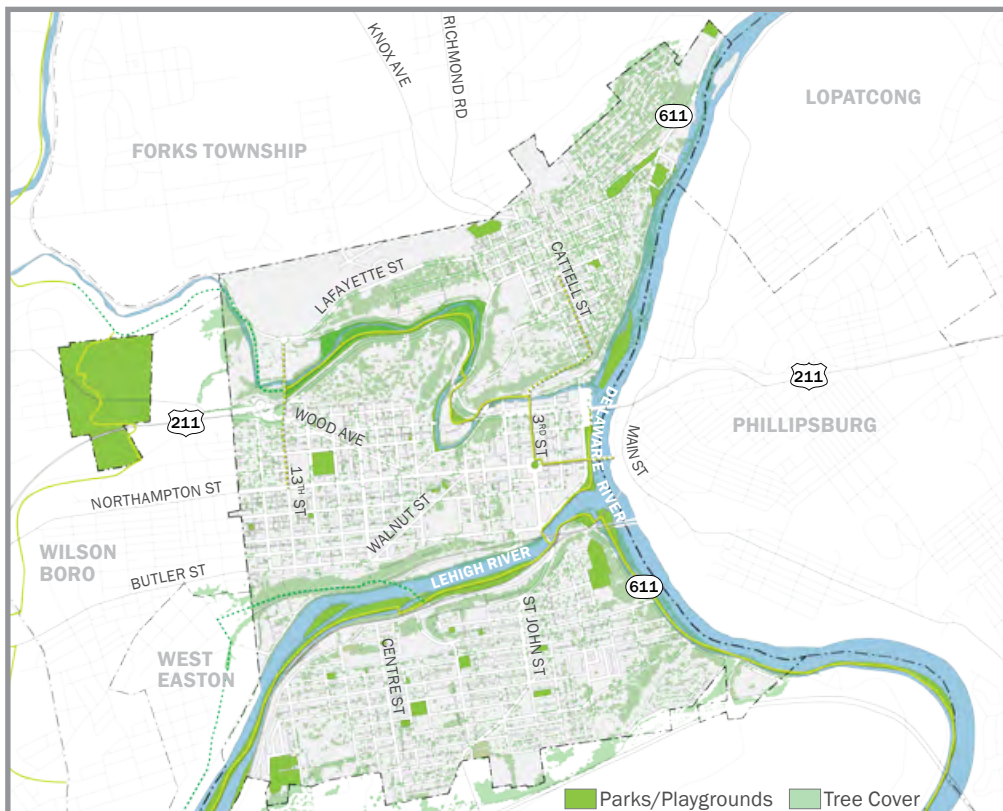 KNOX AVE
RICHMOND RD
LOPATCONG
611
FORKS TOWNSHIP
CATTELL ST
LAFAYETTE ST
211
211
WOOD AVE
DELAWARE RIVER
3RD ST
MAIN ST
PHILLIPSBURG
13TH ST
NORTHAMPTON ST
WALNUT ST
WILSON
BORO
BUTLER ST
LEHIGH RIVER
611
ST JOHN ST
CENTRE ST
WEST
EASTON
Parks/Playgrounds
Tree Cover